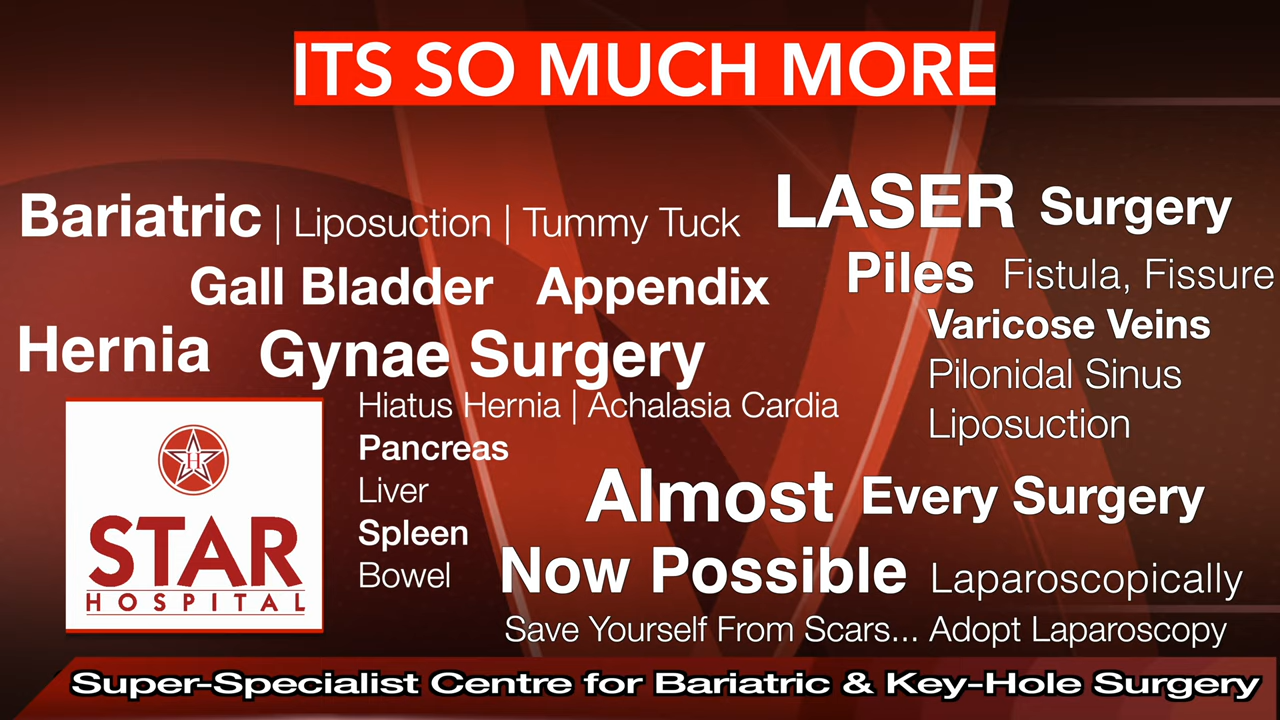 ITS SO MUCH MORE
Bariatric | Liposuction | Tummy Tuck
Gall Bladder Appendix
Hernia Gynae Surgery
Hiatus Hernia | Achalasia Cardia
Pancreas
Liver
Spleen
Bowel
LASER Surgery
Piles Fistula, Fissure
Varicose Veins
Pilonidal Sinus
Liposuction
Almost Every Surgery
Now Possible Laparoscopically
Save Yourself From Scars... Adopt Laparoscopy
H
STAR
HOSPITAL
Super-Specialist Centre for Bariatric & Key-Hole Surgery